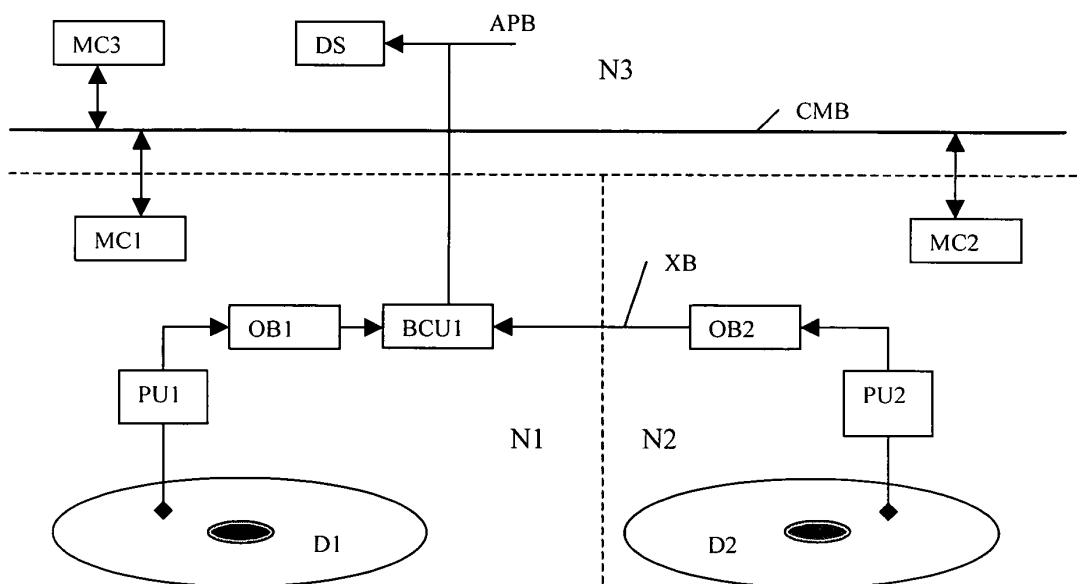 APB
MC3
DS
N3
CMB
MC1
MC2
XB
OB1
BCU1
OB2
PU1
PU2
N1
N2
D1
D2